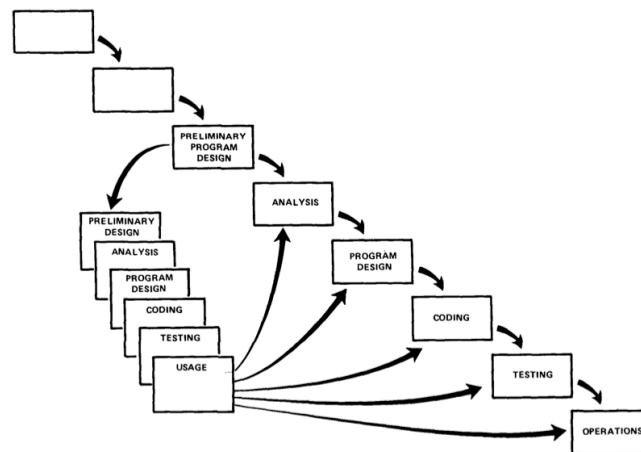 PRELIMINARY
PROGRAM
DESIGN
ANALYSIS
PROGRAM
DESIGN
CODING
TESTING
OPERATIONS
PRELIMINARY
DESIGN
ANALYSIS
PROGRAM
DESIGN
CODING
TESTING
USAGE